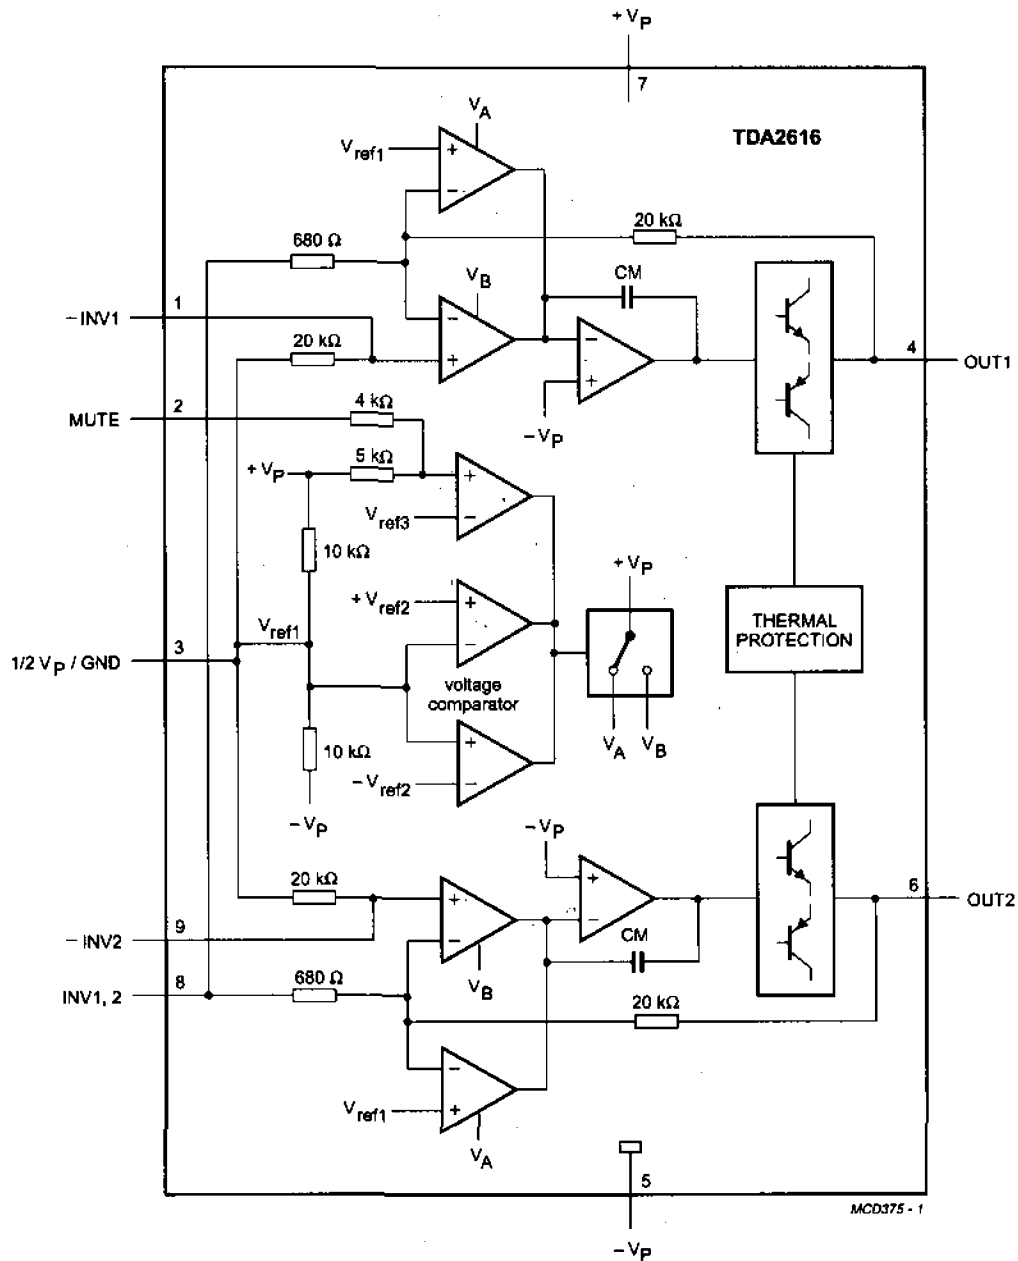 +VP
7
TDA2616
VA
Vref1
+
−
20 kΩ
680 Ω
VB
CM
−INV1
1
−
+
20 kΩ
−
+
4
OUT1
MUTE
2
4 kΩ
−VP
+VP
5 kΩ
+
−
Vref3
10 kΩ
+VP
+Vref2
+
−
THERMAL
PROTECTION
Vref1
3
1/2 VP / GND
voltage
comparator
VA
VB
10 kΩ
+
−
−Vref2
−VP
−VP
20 kΩ
+
−
+
−
6
OUT2
−INV2
9
CM
VB
680 Ω
INV1, 2
8
20 kΩ
−
+
Vref1
VA
5
MCD375 - 1
−VP